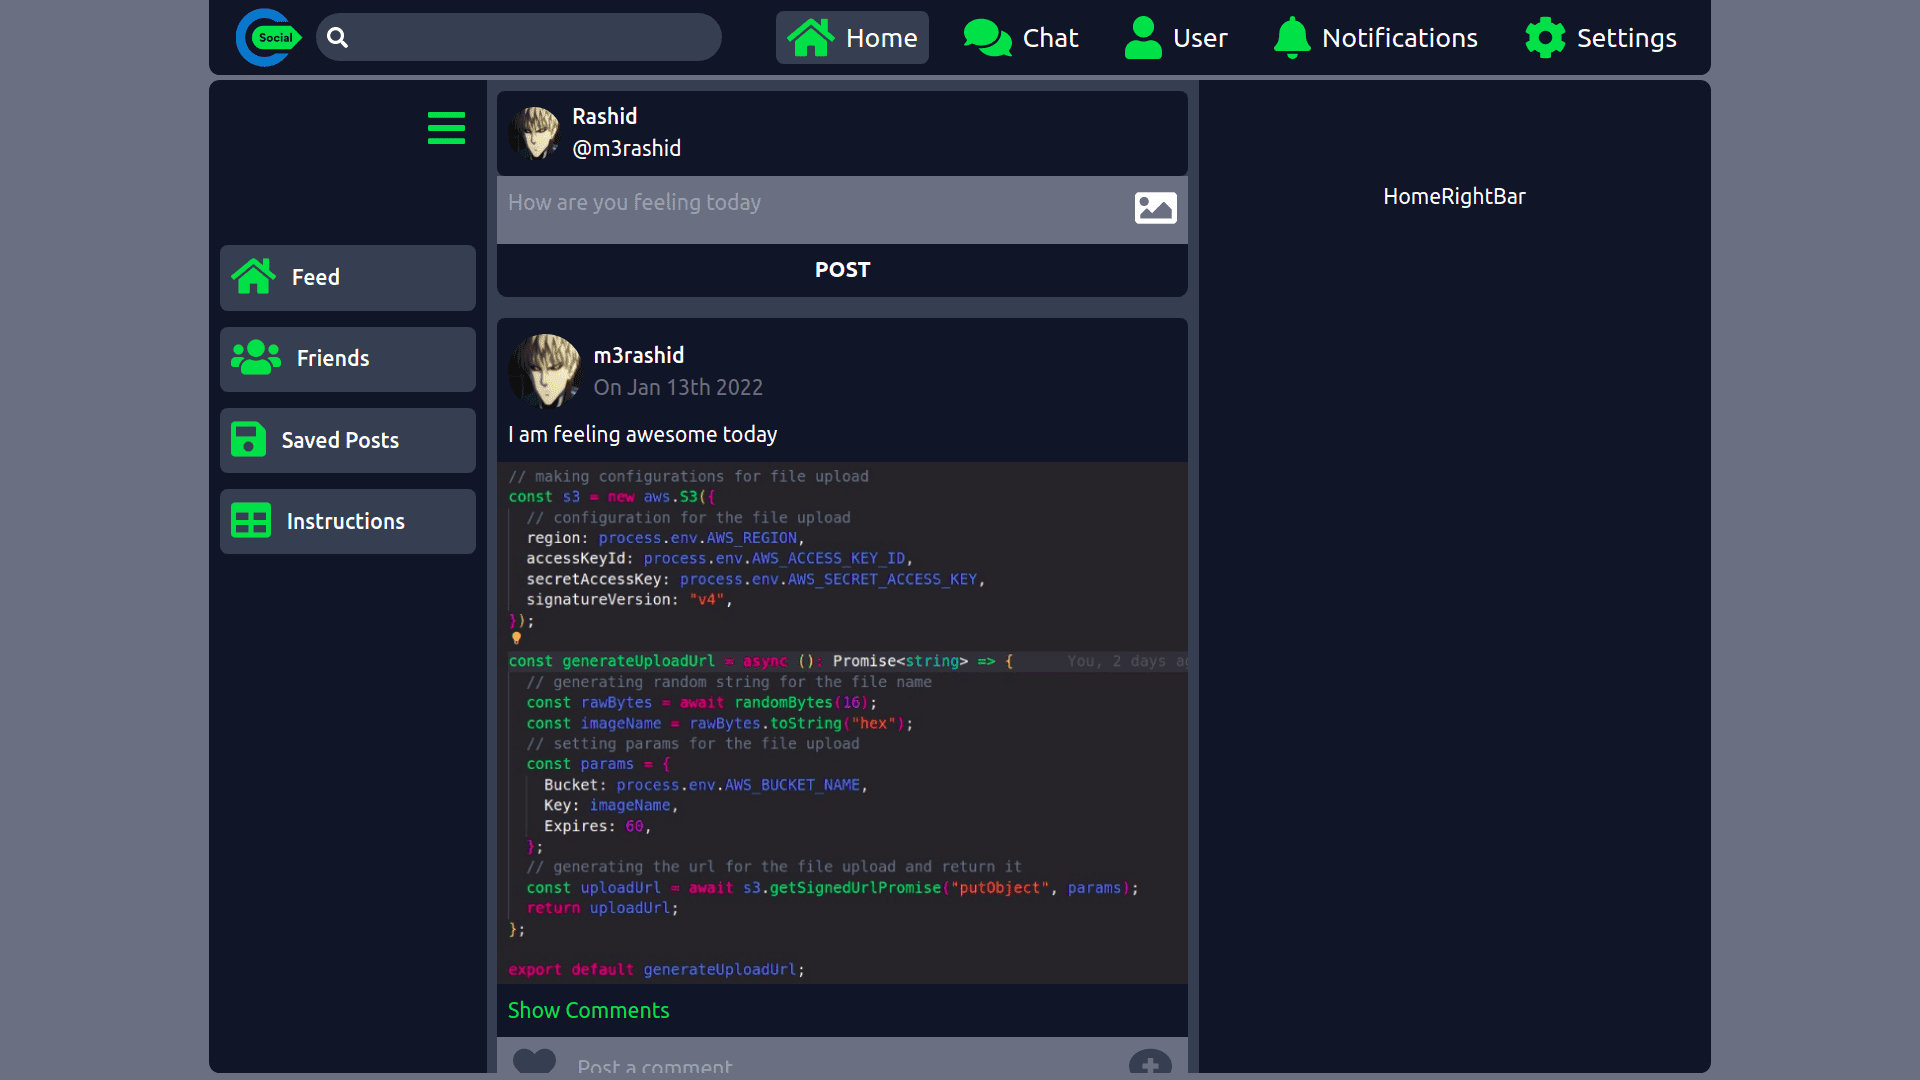 Social
Home
Chat
User
Notifications
Settings
Feed
Friends
Saved Posts
Instructions
Rashid
@m3rashid
How are you feeling today
POST
m3rashid
On Jan 13th 2022
I am feeling awesome today
// making configurations for file upload
const s3 = new aws.S3({
// configuration for the file upload
region: process.env.AWS_REGION,
accessKeyId: process.env.AWS_ACCESS_KEY_ID,
secretAccessKey: process.env.AWS_SECRET_ACCESS_KEY,
signatureVersion: "v4",
});
const generateUploadUrl = async (): Promise<string> => { You, 2 days
// generating random string for the file name
const rawBytes = await randomBytes(16);
const imageName = rawBytes.toString("hex");
// setting params for the file upload
const params = {
Bucket: process.env.AWS_BUCKET_NAME,
Key: imageName,
Expires: 60,
};
// generating the url for the file upload and return it
const uploadUrl = await s3.getSignedUrlPromise("putObject", params);
return uploadUrl;
};
export default generateUploadUrl;
Show Comments
Post a comment
HomeRightBar